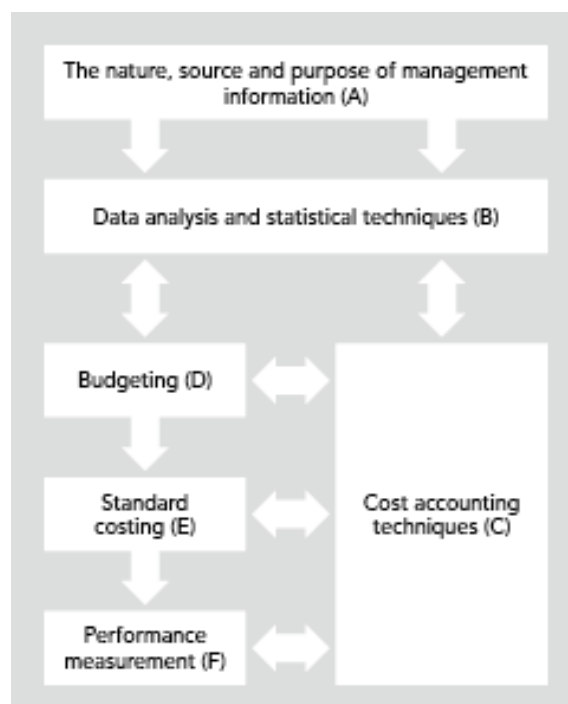 The nature, source and purpose of management
information (A)
Data analysis and statistical techniques (B)
Budgeting (D)
Standard
costing (E)
Cost accounting
techniques (C)
Performance
measurement (F)